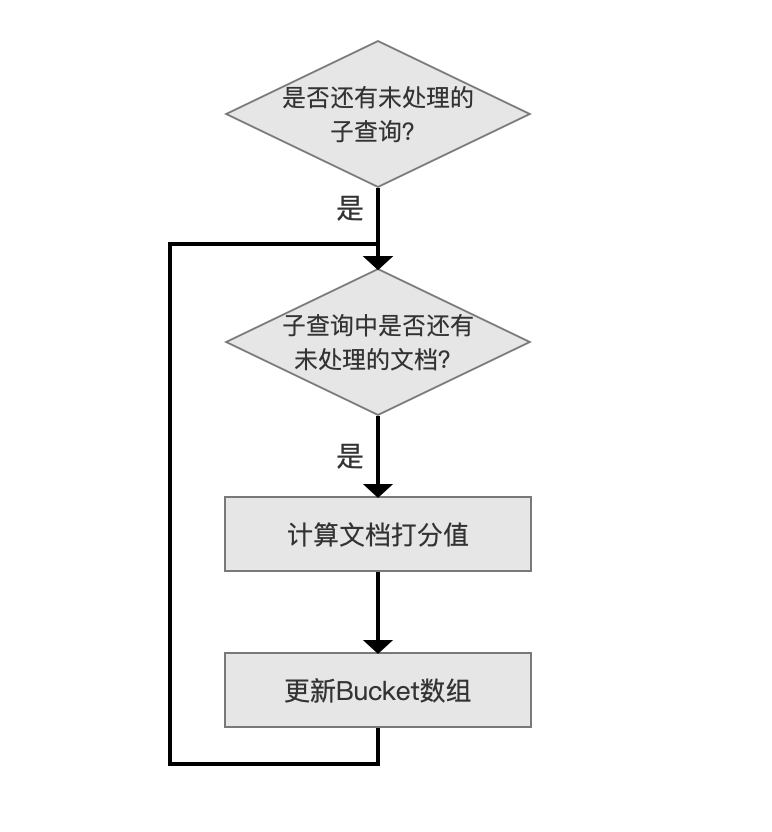 是否还有未处理的
子查询?
是
子查询中是否还有
未处理的文档?
是
计算文档打分值
更新Bucket数组